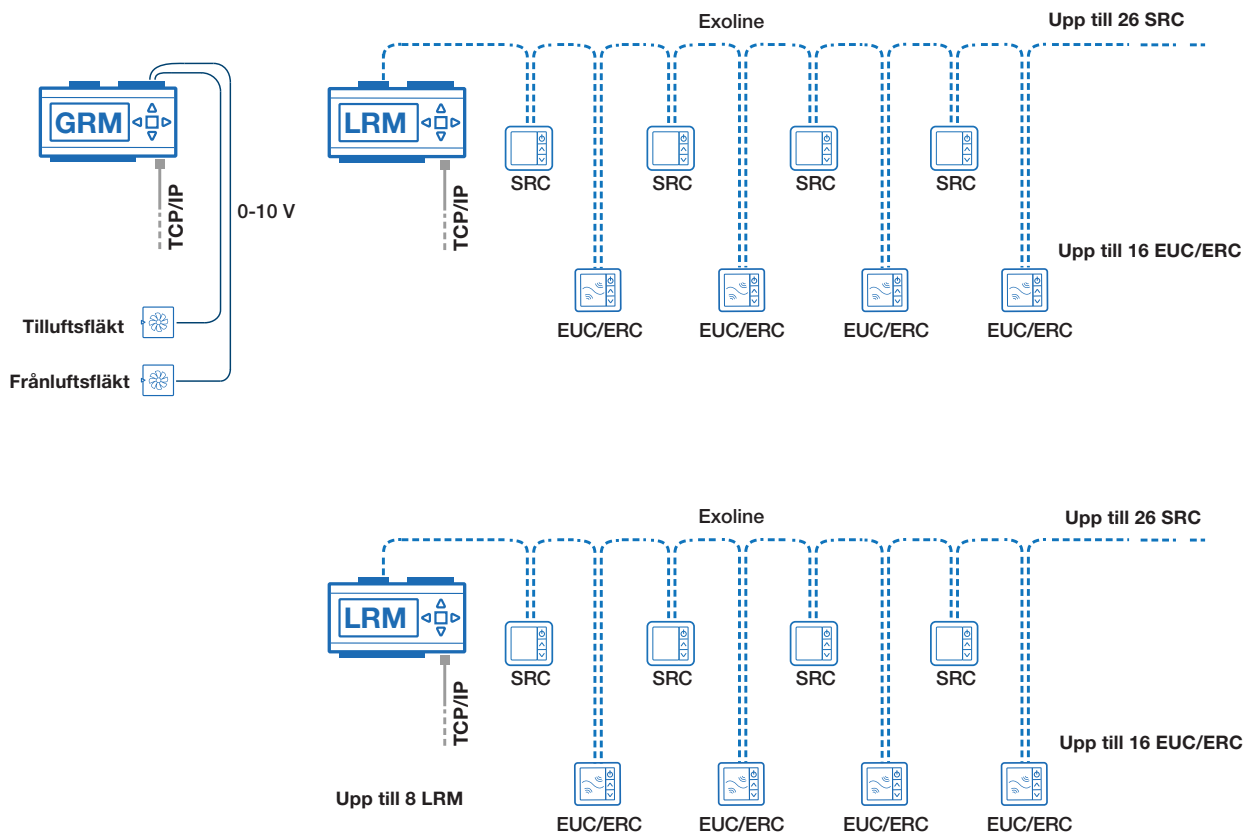 Exoline
Upp till 26 SRC
GRM
LRM
SRC
SRC
SRC
SRC
TCP/IP
0-10 V
TCP/IP
Upp till 16 EUC/ERC
Tilluftsfläkt
EUC/ERC
EUC/ERC
EUC/ERC
EUC/ERC
Frånluftsfläkt
Exoline
Upp till 26 SRC
LRM
SRC
SRC
SRC
SRC
TCP/IP
Upp till 16 EUC/ERC
Upp till 8 LRM
EUC/ERC
EUC/ERC
EUC/ERC
EUC/ERC